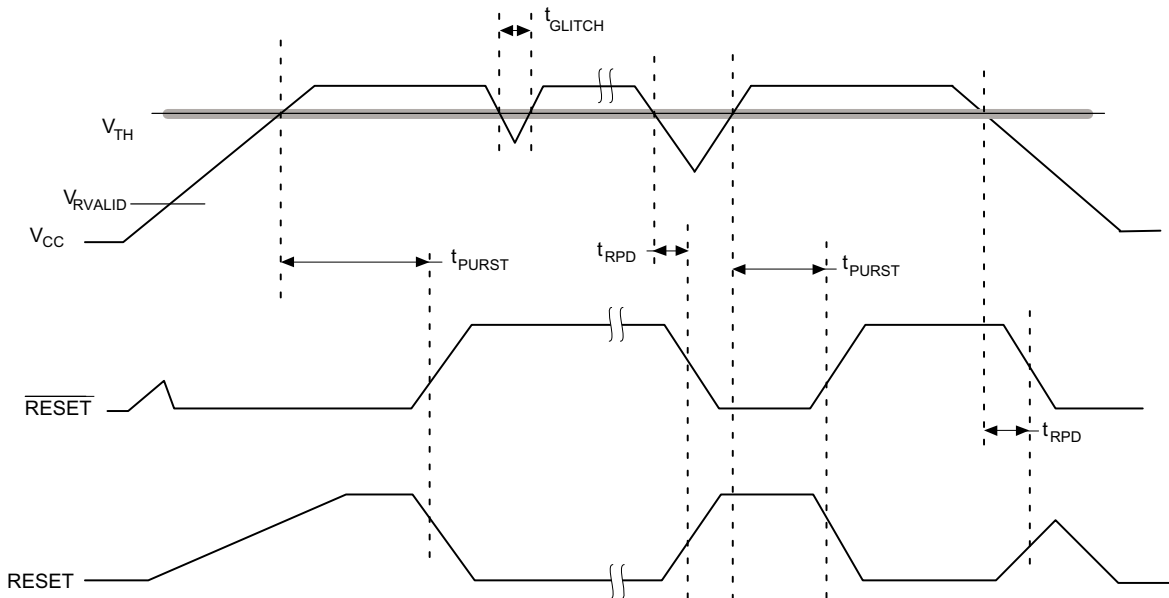 tGLITCH
VTH
VRVALID
VCC
tPURST
tRPD
tPURST
RESET
tRPD
RESET